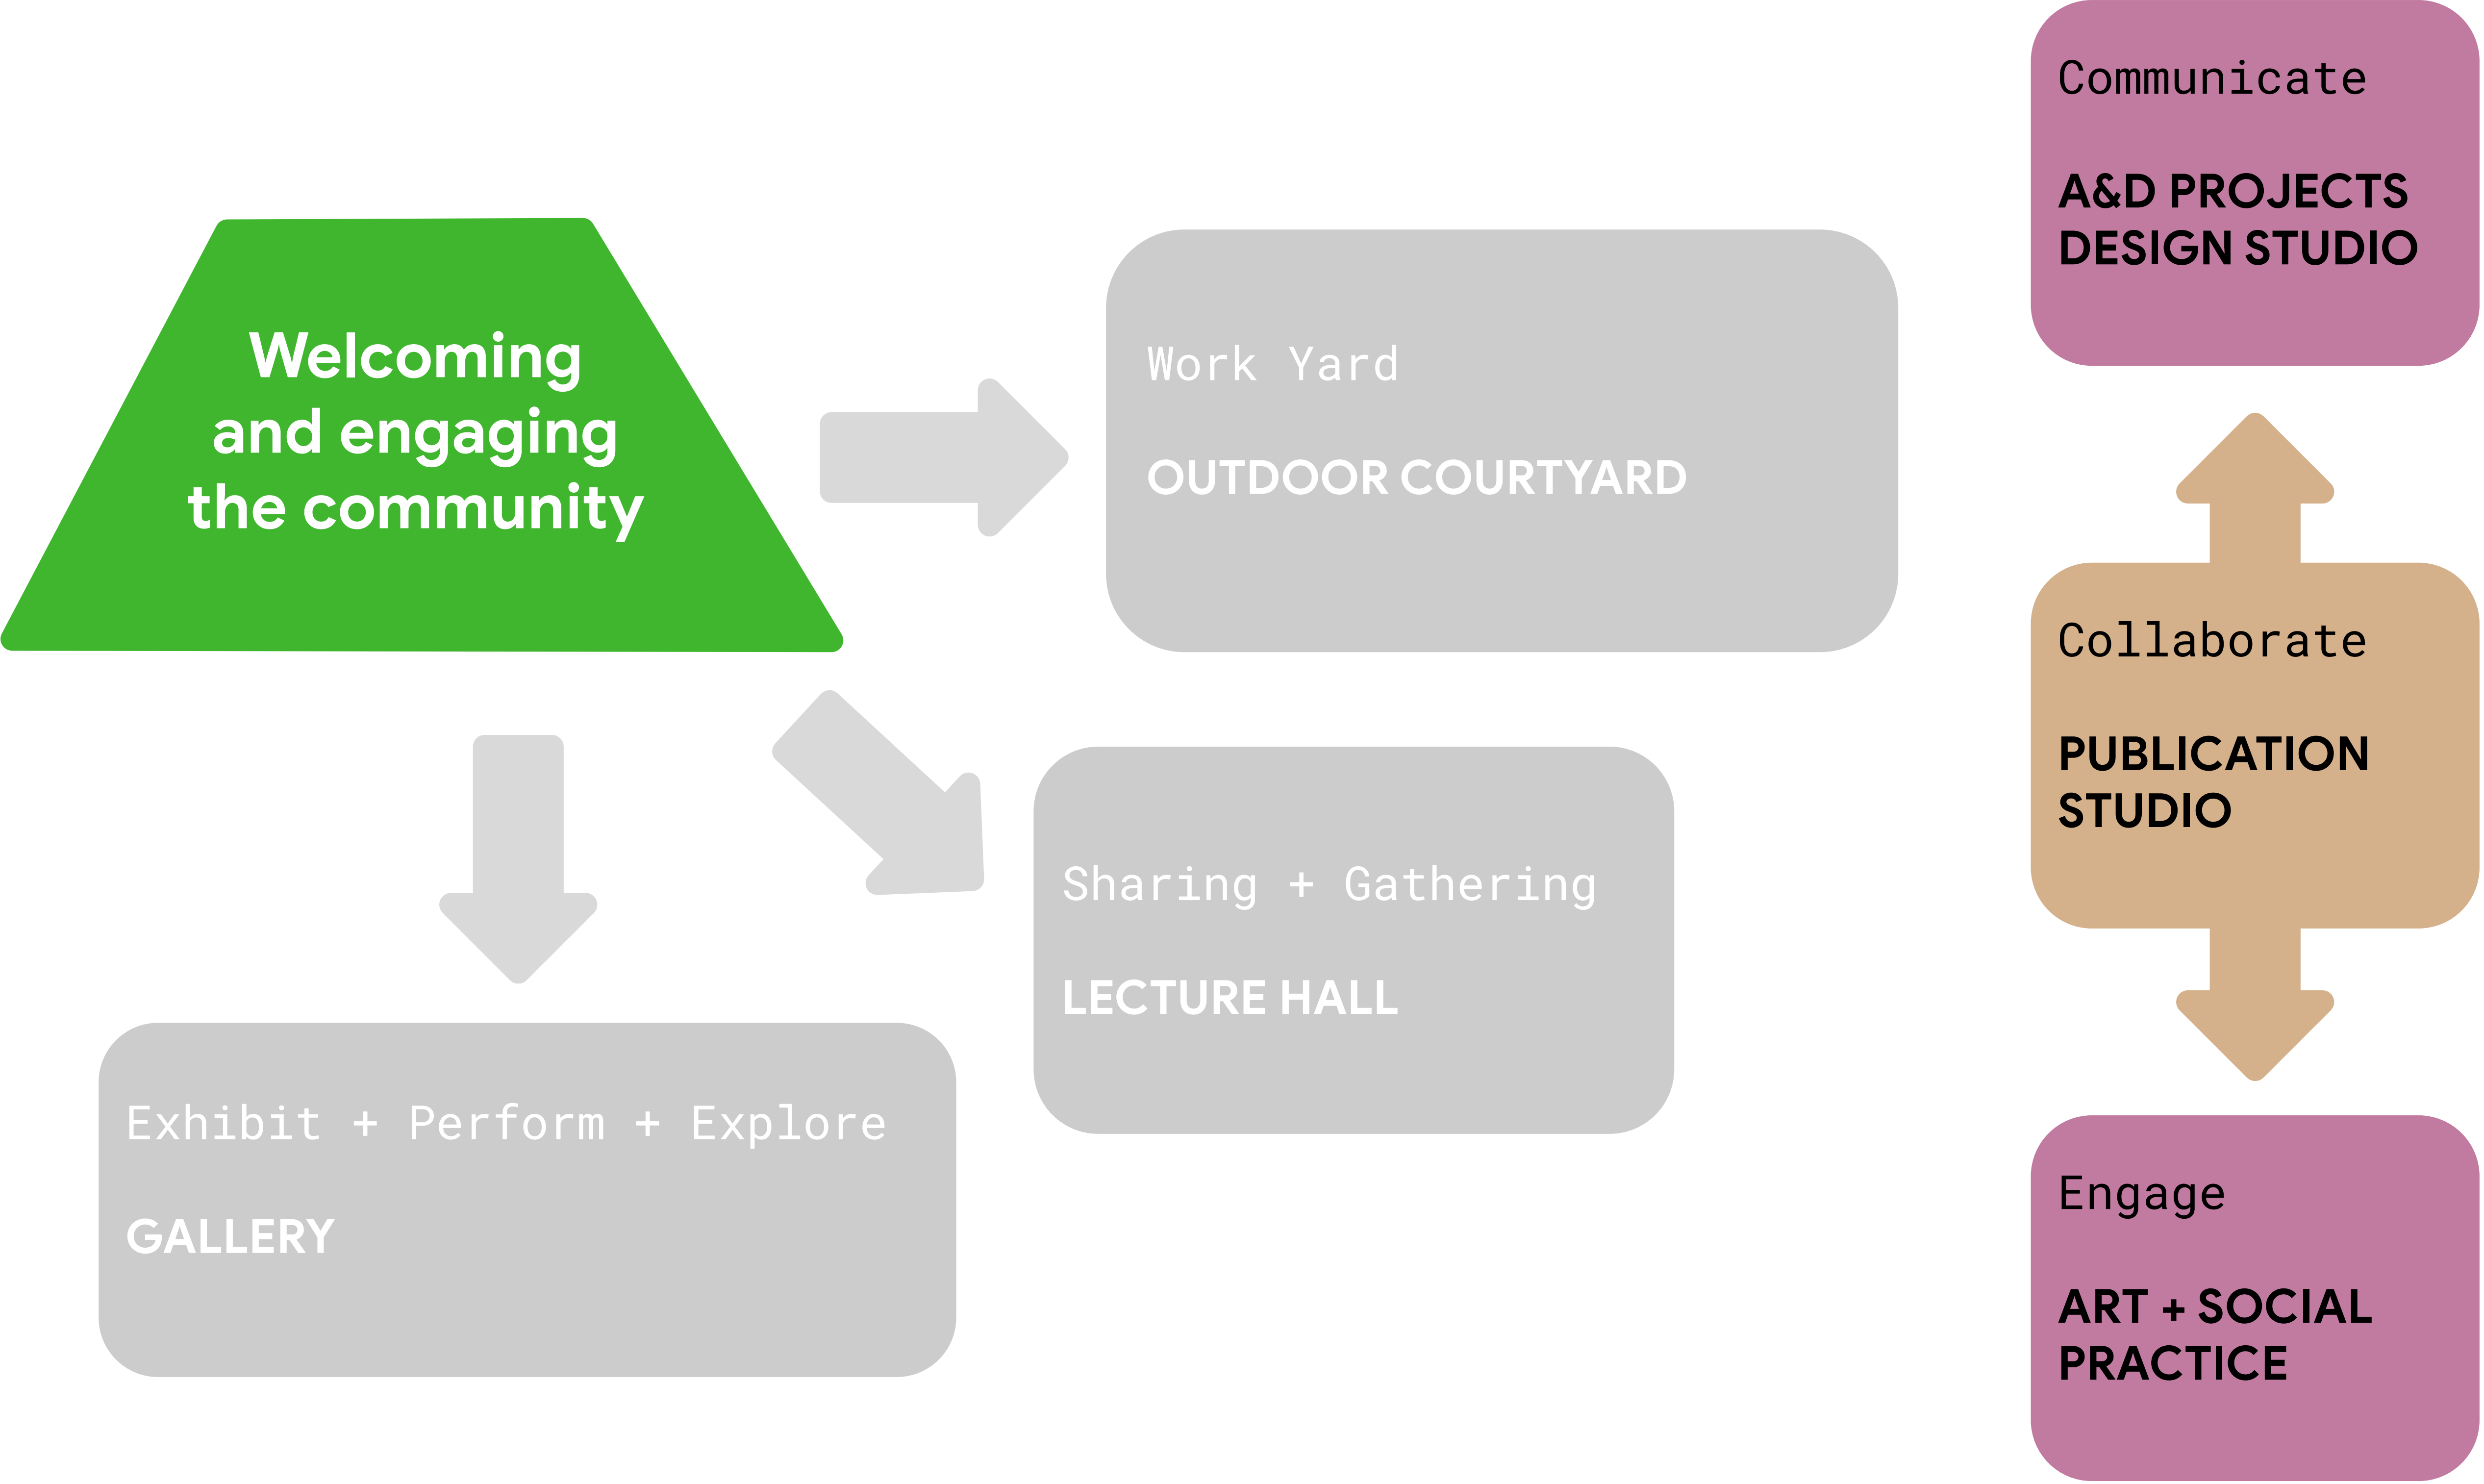 Welcoming
and engaging
the community
Work Yard
OUTDOOR COURTYARD
Sharing + Gathering
LECTURE HALL
Exhibit + Perform + Explore
GALLERY
Communicate
A&D PROJECTS
DESIGN STUDIO
Collaborate
PUBLICATION
STUDIO
Engage
ART + SOCIAL
PRACTICE